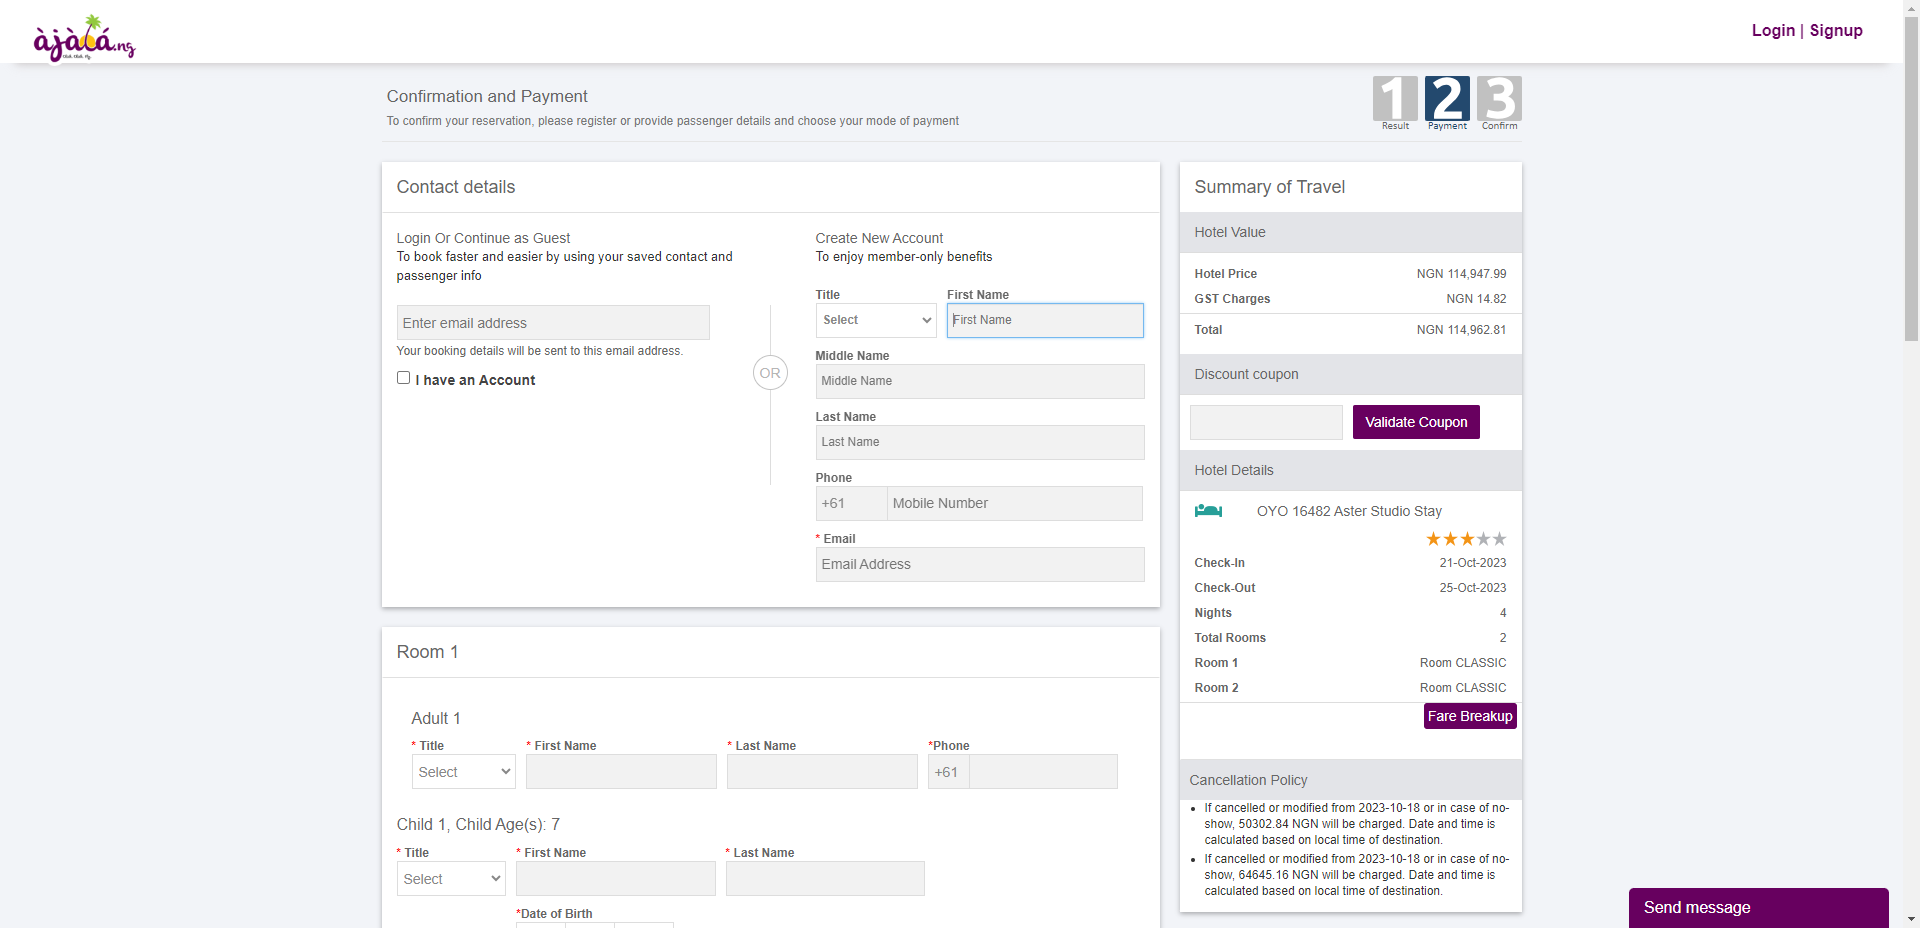 àjàlá.ng
Login | Signup
Confirmation and Payment
To confirm your reservation, please register or provide passenger details and choose your mode of payment
1 2 3
Result Payment Confirm
Contact details
Login Or Continue as Guest
To book faster and easier by using your saved contact and
passenger info
Enter email address
Your booking details will be sent to this email address.
I have an Account
OR
Create New Account
To enjoy member-only benefits
Title First Name
Select First Name
Middle Name
Middle Name
Last Name
Last Name
Phone
+61 Mobile Number
* Email
Email Address
Room 1
Adult 1
* Title * First Name * Last Name *Phone
Select +61
Child 1, Child Age(s): 7
* Title * First Name * Last Name
Select
*Date of Birth
Summary of Travel
Hotel Value
Hotel Price NGN 114,947.99
GST Charges NGN 14.82
Total NGN 114,962.81
Discount coupon
Validate Coupon
Hotel Details
OYO 16482 Aster Studio Stay
Check-In 21-Oct-2023
Check-Out 25-Oct-2023
Nights 4
Total Rooms 2
Room 1 Room CLASSIC
Room 2 Room CLASSIC
Fare Breakup
Cancellation Policy
If cancelled or modified from 2023-10-18 or in case of no-
show, 50302.84 NGN will be charged. Date and time is
calculated based on local time of destination.
If cancelled or modified from 2023-10-18 or in case of no-
show, 64645.16 NGN will be charged. Date and time is
calculated based on local time of destination.
Send message